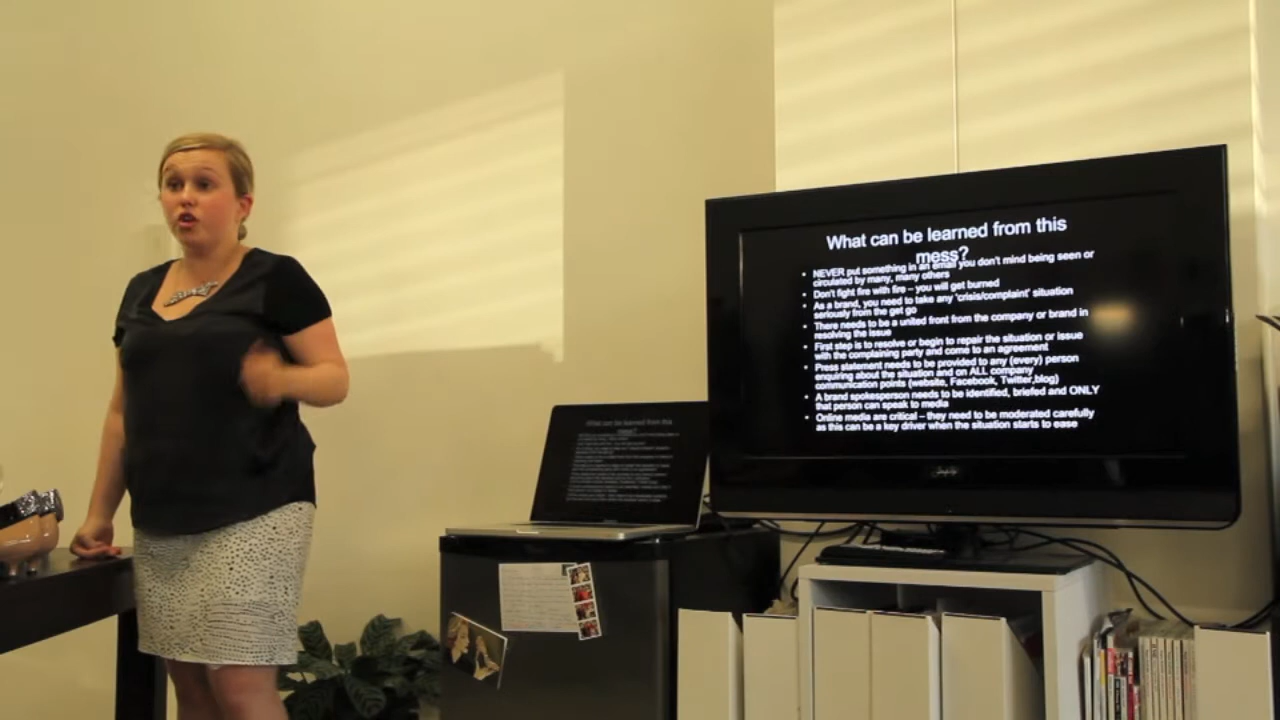 What can be learned from this
mess?
• NEVER put something in an email you don't mind being seen or
circulated by many, many others
• Don't fight fire with fire – you will get burned
• As a brand, you need to take any 'crisis/complaint' situation
seriously from the get go
• There needs to be a united front from the company or brand in
resolving the issue
• First step is to resolve or begin to repair the situation or issue
with the complaining party and come to an agreement
• Press statement needs to be provided to any (every) person
enquiring about the situation and on ALL company
communication points (website, Facebook, Twitter,blog)
• A brand spokesperson needs to be identified, briefed and ONLY
that person can speak to media
• Online media are critical – they need to be moderated carefully
as this can be a key driver when the situation starts to ease
What can be learned from this
mess?